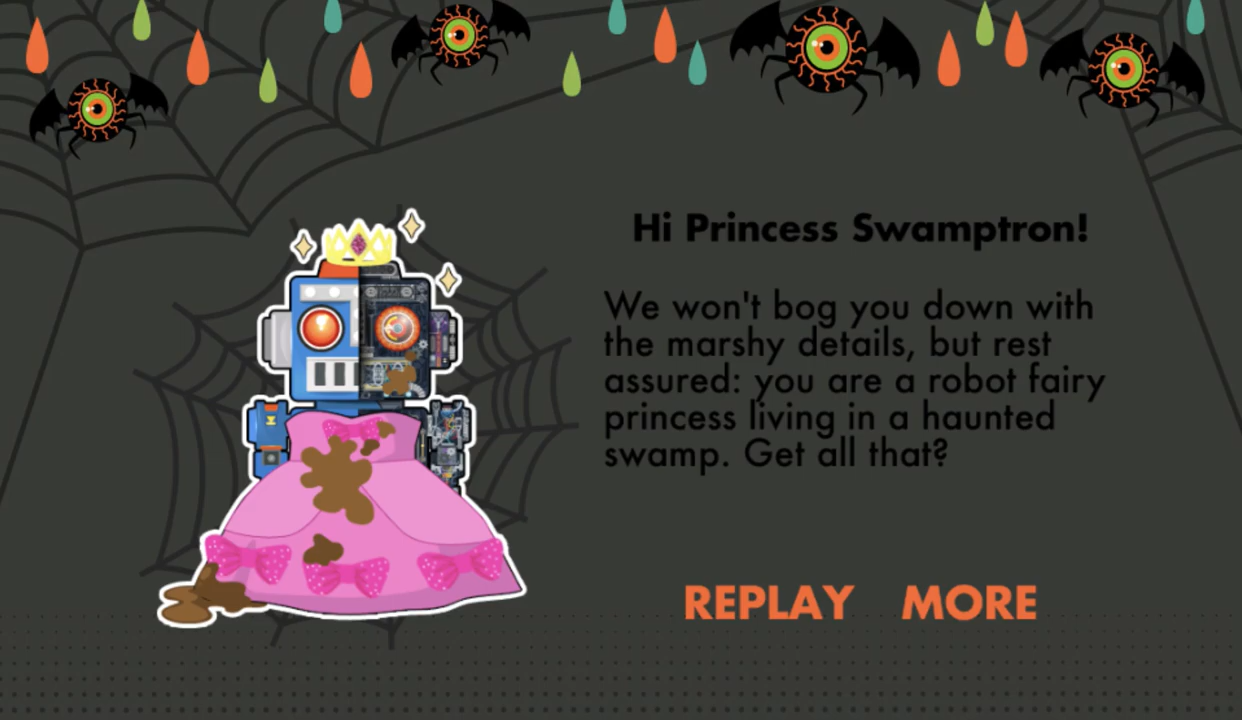 Hi Princess Swamptron!
We won't bog you down with
the marshy details, but rest
assured: you are a robot fairy
princess living in a haunted
swamp. Get all that?
REPLAY MORE